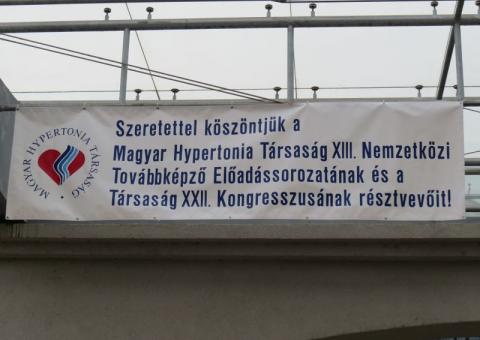 MAGYAR HYPERTONIA TÁRSASÁG
Szeretettel köszöntjük a
Magyar Hypertonia Társaság XIII. Nemzetközi
Továbbképző Előadássorozatának és a
Társaság XXII. Kongresszusának résztvevőit!